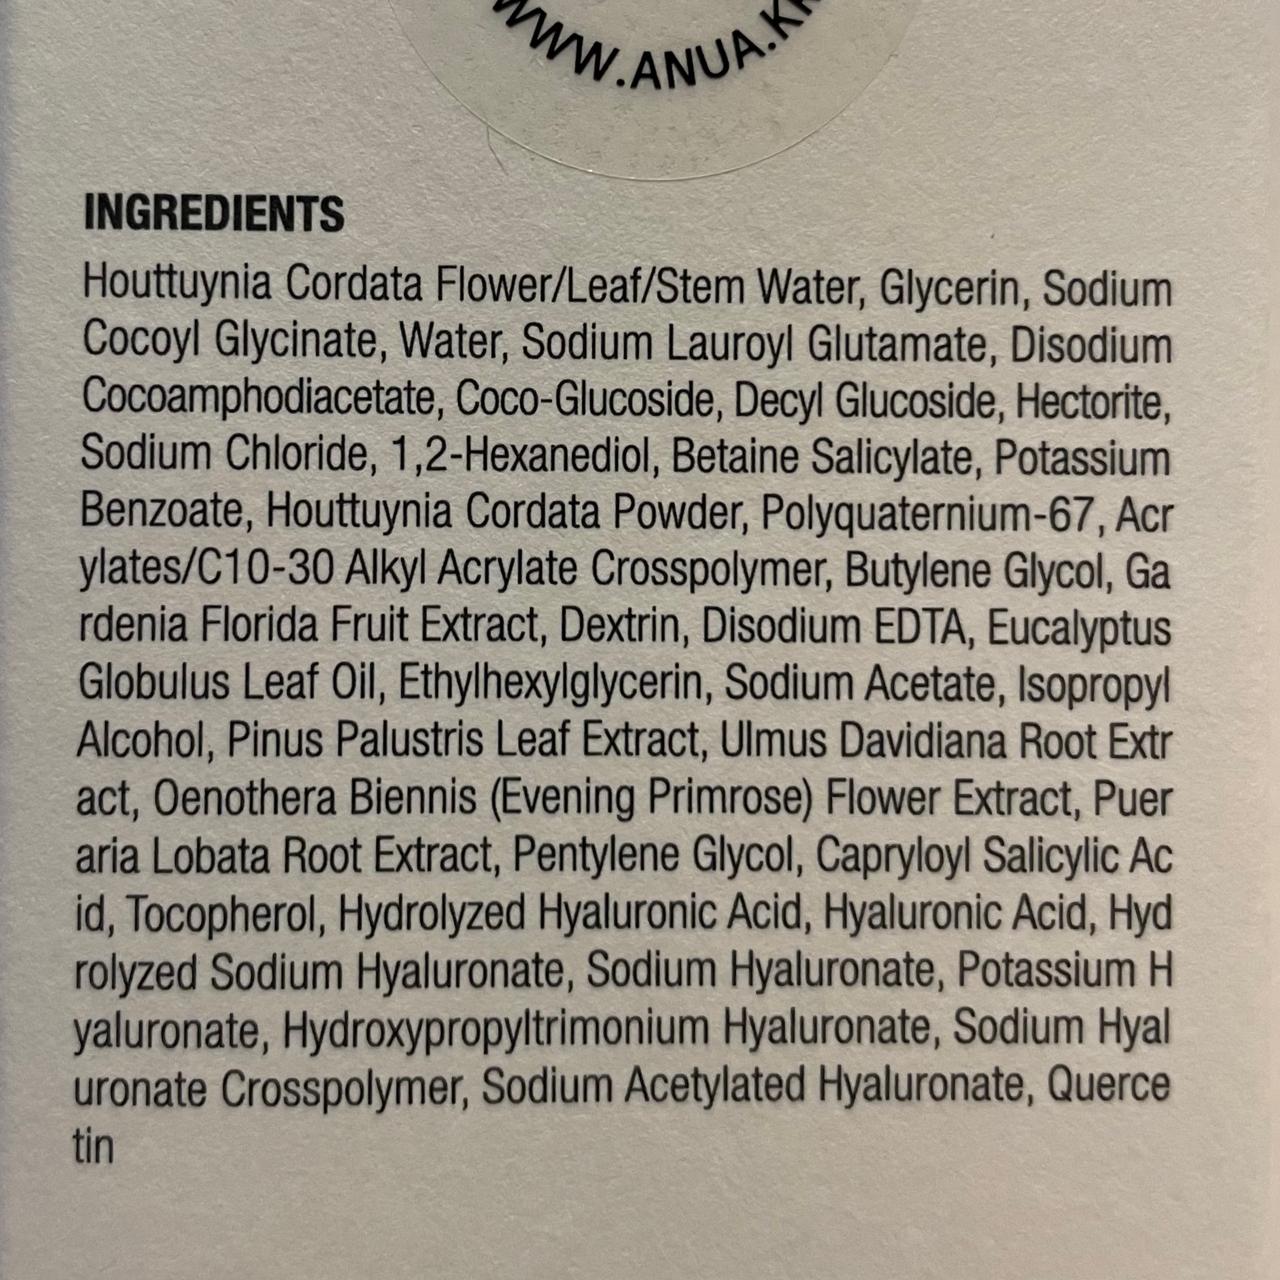 WWW.ANUA.KR
INGREDIENTS
Houttuynia Cordata Flower/Leaf/Stem Water, Glycerin, Sodium
Cocoyl Glycinate, Water, Sodium Lauroyl Glutamate, Disodium
Cocoamphodiacetate, Coco-Glucoside, Decyl Glucoside, Hectorite,
Sodium Chloride, 1,2-Hexanediol, Betaine Salicylate, Potassium
Benzoate, Houttuynia Cordata Powder, Polyquaternium-67, Acr
ylates/C10-30 Alkyl Acrylate Crosspolymer, Butylene Glycol, Ga
rdenia Florida Fruit Extract, Dextrin, Disodium EDTA, Eucalyptus
Globulus Leaf Oil, Ethylhexylglycerin, Sodium Acetate, Isopropyl
Alcohol, Pinus Palustris Leaf Extract, Ulmus Davidiana Root Extr
act, Oenothera Biennis (Evening Primrose) Flower Extract, Puer
aria Lobata Root Extract, Pentylene Glycol, Capryloyl Salicylic Ac
id, Tocopherol, Hydrolyzed Hyaluronic Acid, Hyaluronic Acid, Hyd
rolyzed Sodium Hyaluronate, Sodium Hyaluronate, Potassium H
yaluronate, Hydroxypropyltrimonium Hyaluronate, Sodium Hyal
uronate Crosspolymer, Sodium Acetylated Hyaluronate, Querce
tin